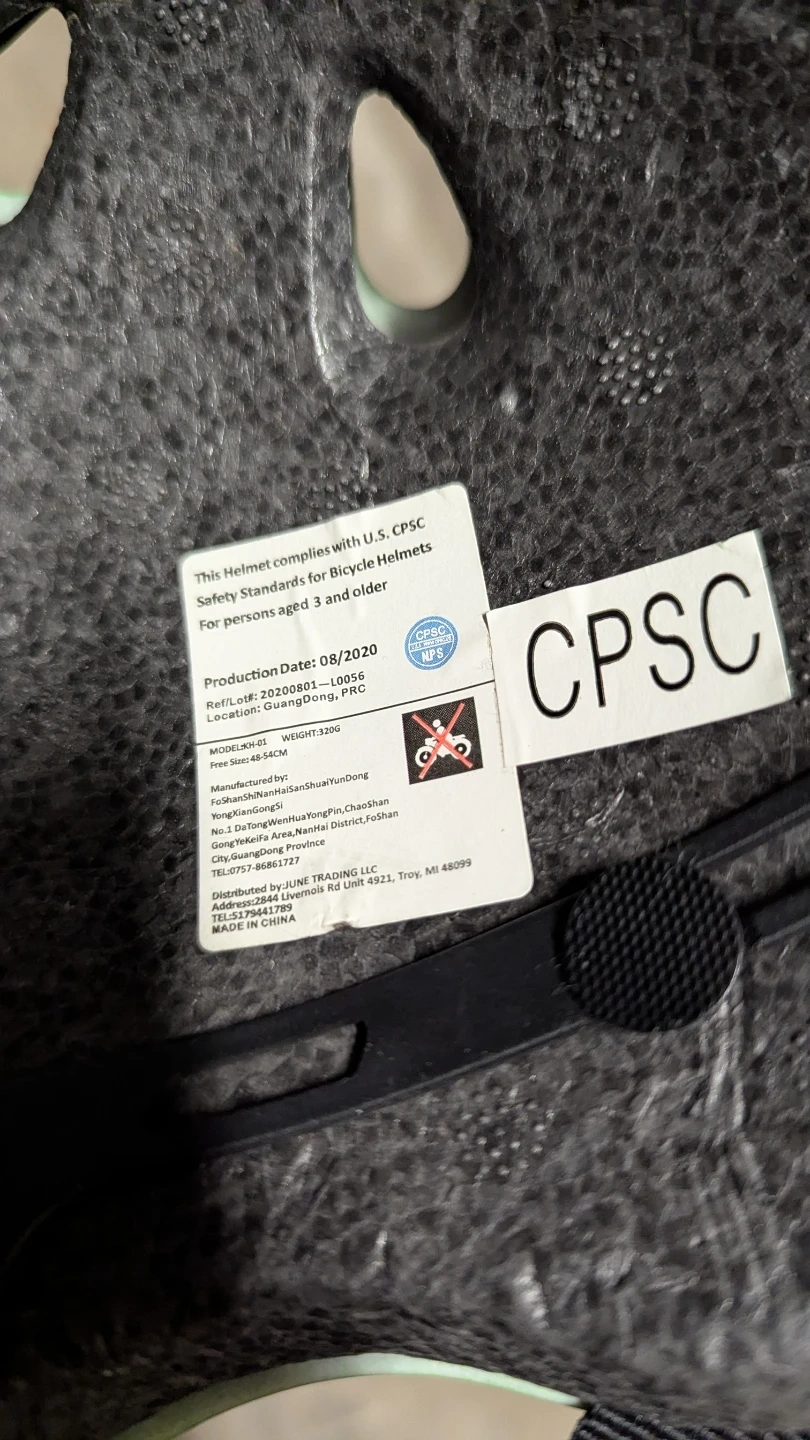 This Helmet complies with U.S. CPSC
Safety Standards for Bicycle Helmets
For persons aged 3 and older
CPSC
NPS
Production Date: 08/2020
Ref/Lot#: 20200801—L0056
Location: GuangDong, PRC
MODEL:KH-01 WEIGHT:320G
Free Size: 48-54CM
Manufactured by:
FoShanShiNanHaiSanShuaiYunDong
YongXianGongSi
No.1 DaTongWenHuaYongPin,ChaoShan
GongYeKeiFa Area,NanHai District,FoShan
City,GuangDong Province
TEL:0757-86861727
Distributed by:JUNE TRADING LLC
Address:2844 Livernois Rd Unit 4921, Troy, MI 48099
TEL:5179441789
MADE IN CHINA
CPSC